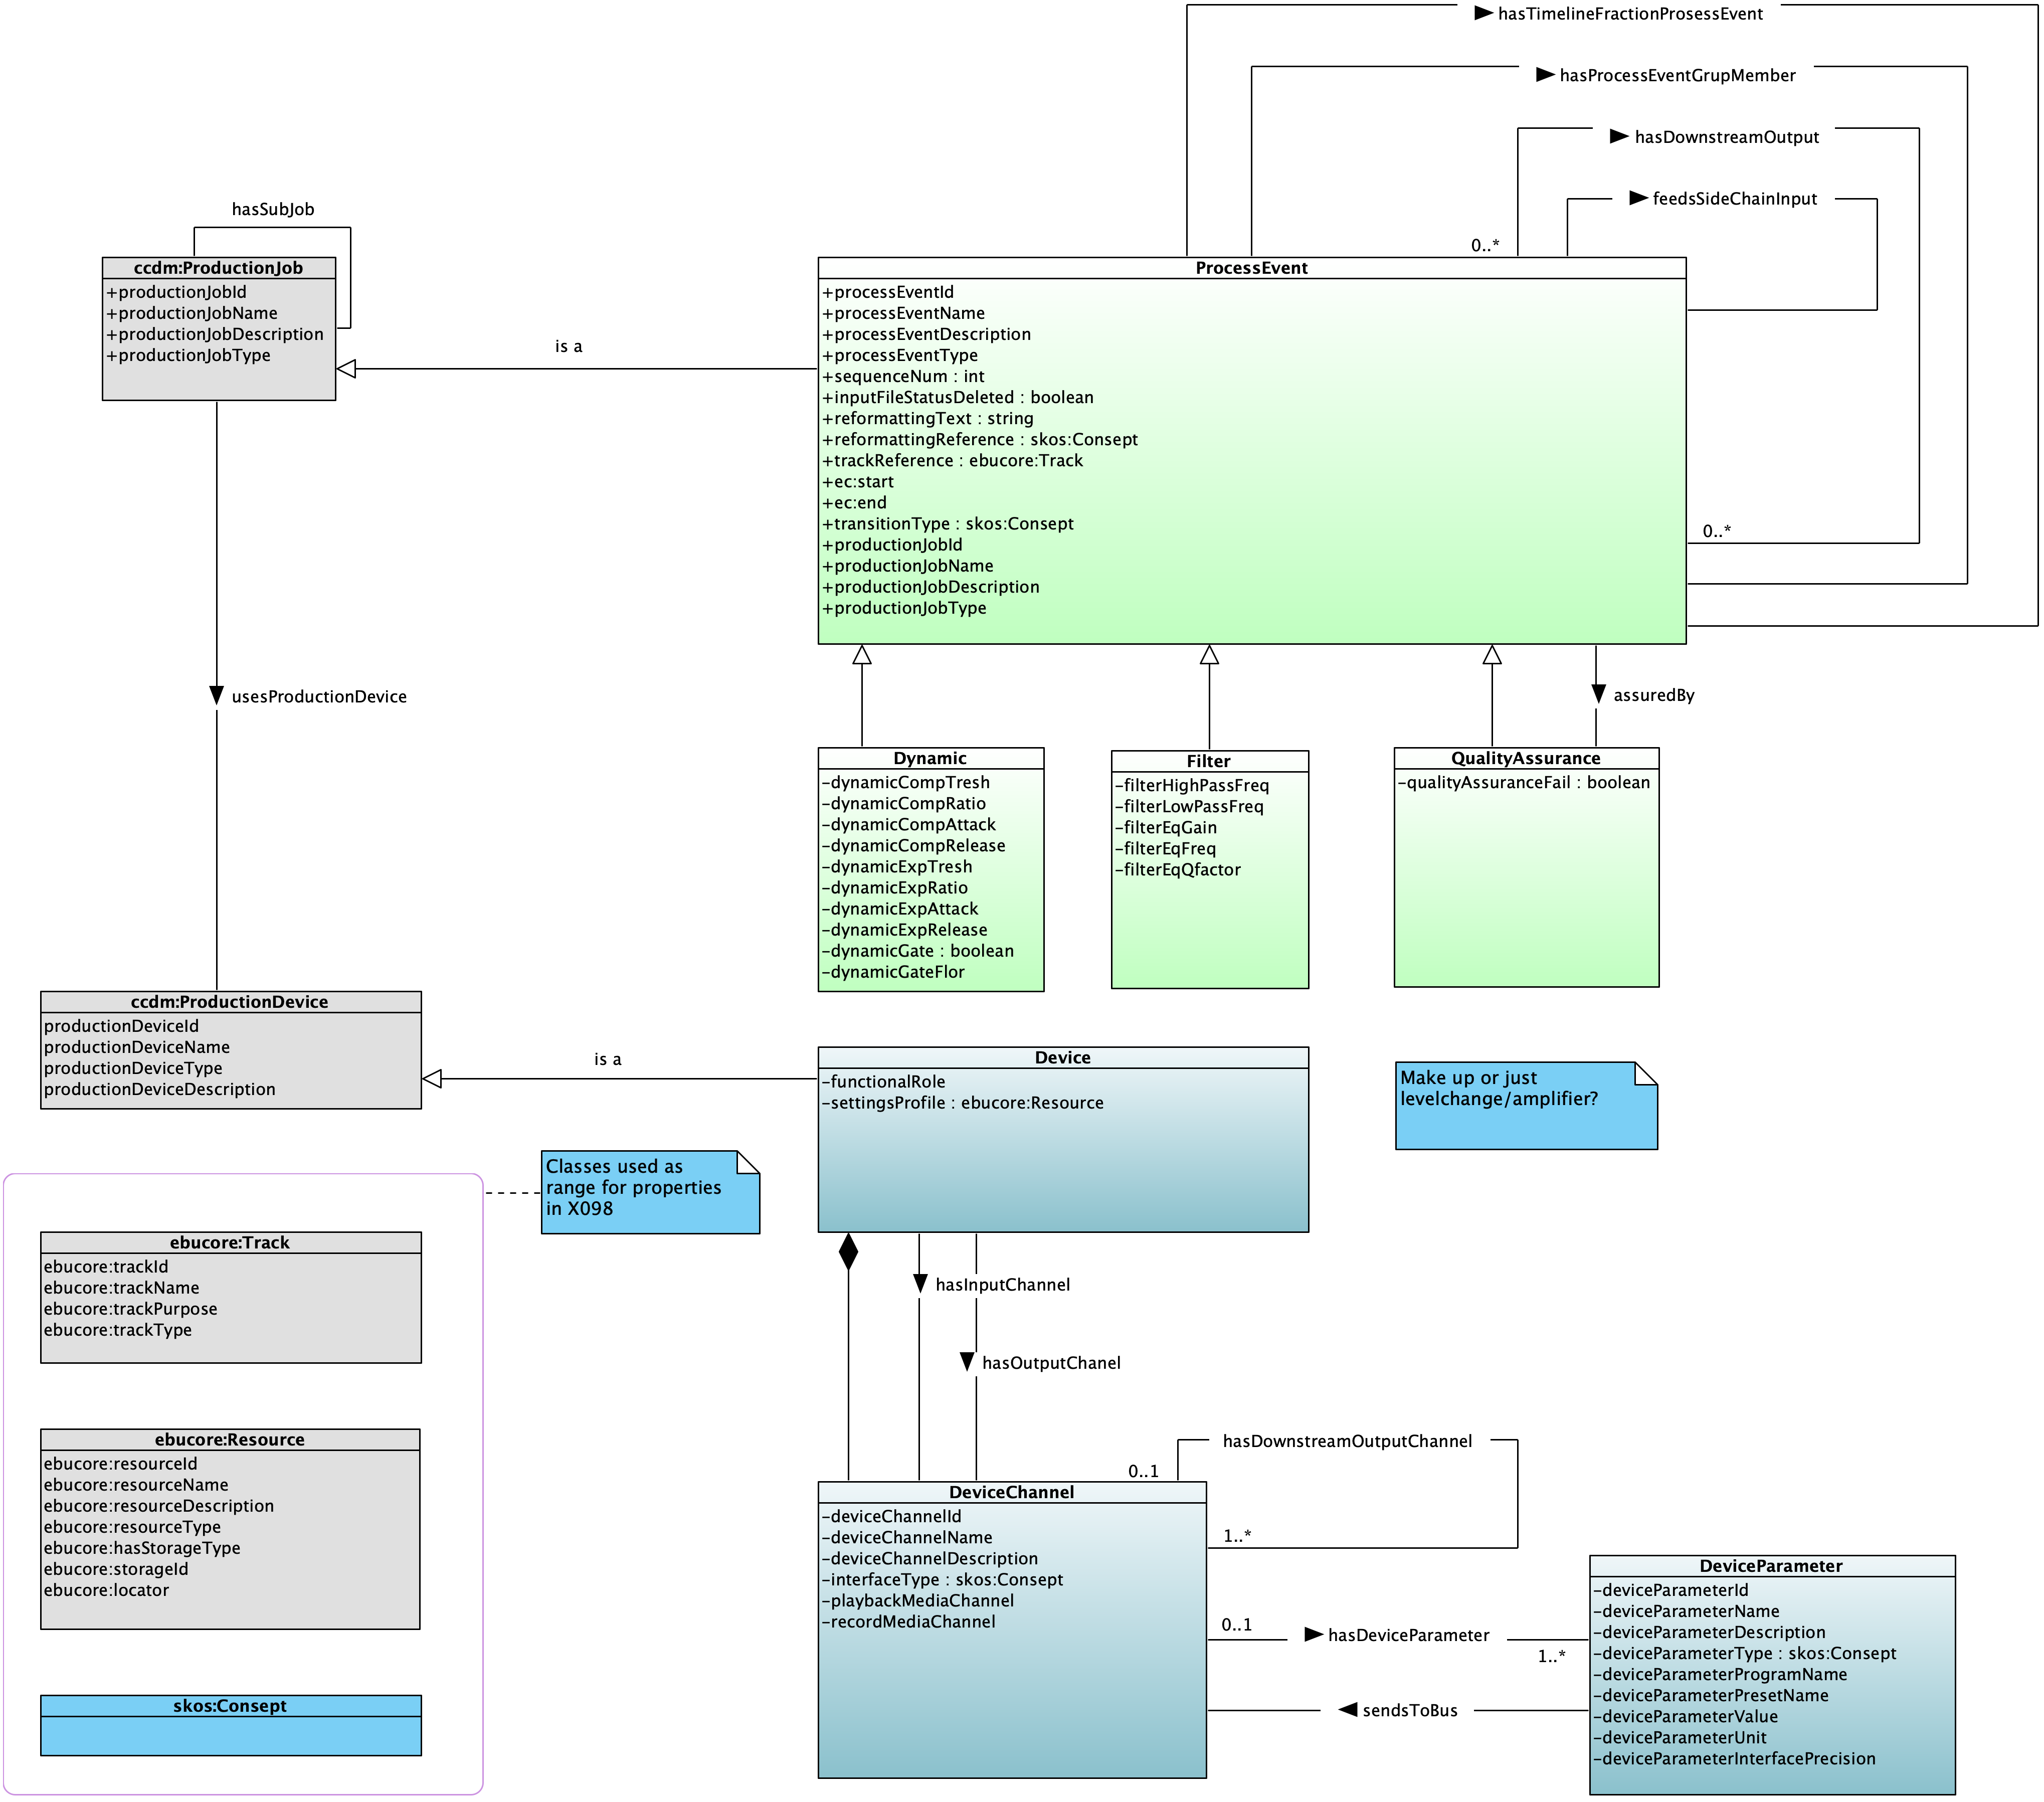 hasTimelineFractionProsessEvent
hasProcessEventGrupMember
hasDownstreamOutput
feedsSideChainInput
hasSubJob
0..*
ccdm:ProductionJob
+productionJobId
+productionJobName
+productionJobDescription
+productionJobType
is a
ProcessEvent
+processEventId
+processEventName
+processEventDescription
+processEventType
+sequenceNum : int
+inputFileStatusDeleted : boolean
+reformattingText : string
+reformattingReference : skos:Consept
+trackReference : ebucore:Track
+ec:start
+ec:end
+transitionType : skos:Consept
+productionJobId
+productionJobName
+productionJobDescription
+productionJobType
0..*
usesProductionDevice
assuredBy
Dynamic
-dynamicCompTresh
-dynamicCompRatio
-dynamicCompAttack
-dynamicCompRelease
-dynamicExpTresh
-dynamicExpRatio
-dynamicExpAttack
-dynamicExpRelease
-dynamicGate : boolean
-dynamicGateFlor
Filter
-filterHighPassFreq
-filterLowPassFreq
-filterEqGain
-filterEqFreq
-filterEqQfactor
QualityAssurance
-qualityAssuranceFail : boolean
ccdm:ProductionDevice
productionDeviceId
productionDeviceName
productionDeviceType
productionDeviceDescription
is a
Device
-functionalRole
-settingsProfile : ebucore:Resource
Make up or just
levelchange/amplifier?
Classes used as
range for properties
in X098
ebucore:Track
ebucore:trackId
ebucore:trackName
ebucore:trackPurpose
ebucore:trackType
hasInputChannel
hasOutputChanel
ebucore:Resource
ebucore:resourceId
ebucore:resourceName
ebucore:resourceDescription
ebucore:resourceType
ebucore:hasStorageType
ebucore:storageId
ebucore:locator
hasDownstreamOutputChannel
0..1
1..*
DeviceChannel
-deviceChannelId
-deviceChannelName
-deviceChannelDescription
-interfaceType : skos:Consept
-playbackMediaChannel
-recordMediaChannel
0..1
hasDeviceParameter
1..*
sendsToBus
DeviceParameter
-deviceParameterId
-deviceParameterName
-deviceParameterDescription
-deviceParameterType : skos:Consept
-deviceParameterProgramName
-deviceParameterPresetName
-deviceParameterValue
-deviceParameterUnit
-deviceParameterInterfacePrecision
skos:Consept